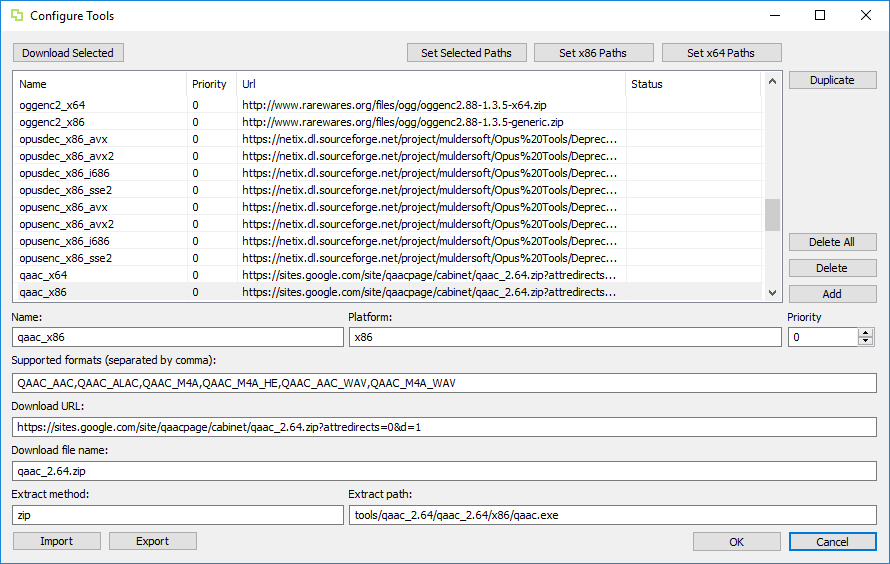 Configure Tools
Download Selected Set Selected Paths Set x86 Paths Set x64 Paths
Name Priority Url Status Duplicate
oggenc2_x64 0 http://www.rarewares.org/files/ogg/oggenc2.88-1.3.5-x64.zip
oggenc2_x86 0 http://www.rarewares.org/files/ogg/oggenc2.88-1.3.5-generic.zip
opusdec_x86_avx 0 https://netix.dl.sourceforge.net/project/muldersoft/Opus%20Tools/Deprec...
opusdec_x86_avx2 0 https://netix.dl.sourceforge.net/project/muldersoft/Opus%20Tools/Deprec...
opusdec_x86_i686 0 https://netix.dl.sourceforge.net/project/muldersoft/Opus%20Tools/Deprec...
opusdec_x86_sse2 0 https://netix.dl.sourceforge.net/project/muldersoft/Opus%20Tools/Deprec...
opusenc_x86_avx 0 https://netix.dl.sourceforge.net/project/muldersoft/Opus%20Tools/Deprec...
opusenc_x86_avx2 0 https://netix.dl.sourceforge.net/project/muldersoft/Opus%20Tools/Deprec...
opusenc_x86_i686 0 https://netix.dl.sourceforge.net/project/muldersoft/Opus%20Tools/Deprec... Delete All
opusenc_x86_sse2 0 https://netix.dl.sourceforge.net/project/muldersoft/Opus%20Tools/Deprec...
qaac_x64 0 https://sites.google.com/site/qaacpage/cabinet/qaac_2.64.zip?attredirects... Delete
qaac_x86 0 https://sites.google.com/site/qaacpage/cabinet/qaac_2.64.zip?attredirects... Add
Name: Platform: Priority
qaac_x86 x86 0
Supported formats (separated by comma):
QAAC_AAC,QAAC_ALAC,QAAC_M4A,QAAC_M4A_HE,QAAC_AAC_WAV,QAAC_M4A_WAV
Download URL:
https://sites.google.com/site/qaacpage/cabinet/qaac_2.64.zip?attredirects=0&d=1
Download file name:
qaac_2.64.zip
Extract method: Extract path:
zip tools/qaac_2.64/qaac_2.64/x86/qaac.exe
Import Export OK Cancel